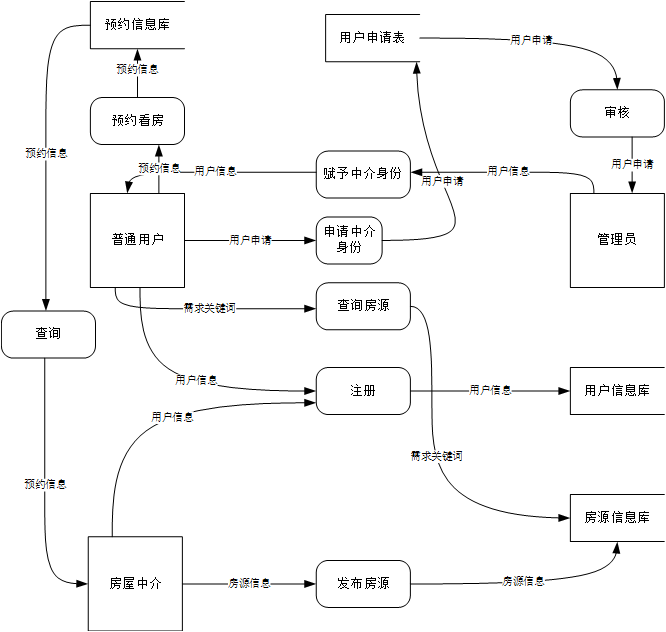 预约信息库
用户申请表
用户申请
预约信息
预约看房
审核
预约信息
预约信息
用户信息
赋予中介身份
用户申请
用户信息
用户申请
普通用户
用户申请
申请中介
身份
管理员
需求关键词
查询房源
查询
用户信息
注册
用户信息
用户信息库
用户信息
需求关键词
预约信息
房源信息库
房屋中介
房源信息
发布房源
房源信息